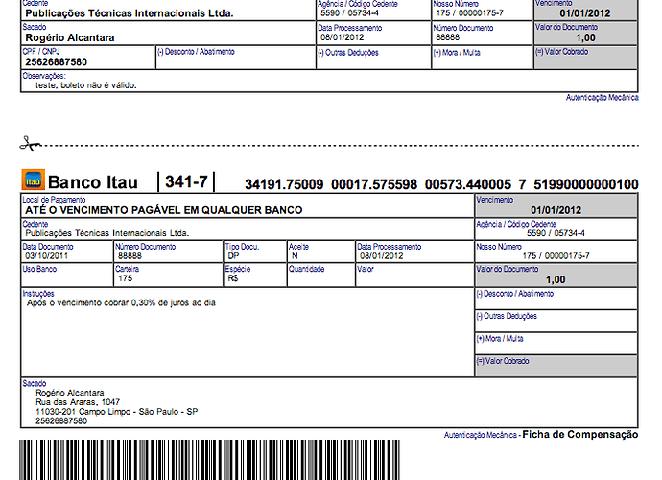 Cedente Agência / Código Cedente Nosso Número Vencimento
Publicações Técnicas Internacionais Ltda. 5590 / 05734-4 175 / 00000175-7 01/01/2012
Sacado Data Processamento Número Documento Valor do Documento
Rogério Alcantara 08/01/2012 88888 1,00
CPF / CNPJ (-) Desconto / Abatimento (-) Outras Deduções (+) Mora / Multa (=) Valor Cobrado
25626887580
Observações:
teste, boleto não é válido.
Autenticação Mecânica
Banco Itau 341-7 34191.75009 00017.575598 00573.440005 7 51990000000100
Local de Pagamento Vencimento
ATÉ O VENCIMENTO PAGÁVEL EM QUALQUER BANCO 01/01/2012
Cedente Agência / Código Cedente
Publicações Técnicas Internacionais Ltda. 5590 / 05734-4
Data Documento Número Documento Tipo Docu. Aceite Data Processamento Nosso Número
03/10/2011 88888 DP N 08/01/2012 175 / 00000175-7
Uso Banco Carteira Espécie Quantidade Valor Valor do Documento
175 R$ 1,00
Instuções (-) Desconto / Abatimento
Após o vencimento cobrar 0,30% de juros ao dia
(-) Outras Deduções
(+)Mora / Multa
(=)Valor Cobrado
Sacado
Rogério Alcantara
Rua das Araras, 1047
11030-201 Campo Limpo - São Paulo - SP
25626887580
Autenticação Mecânica - Ficha de Compensação